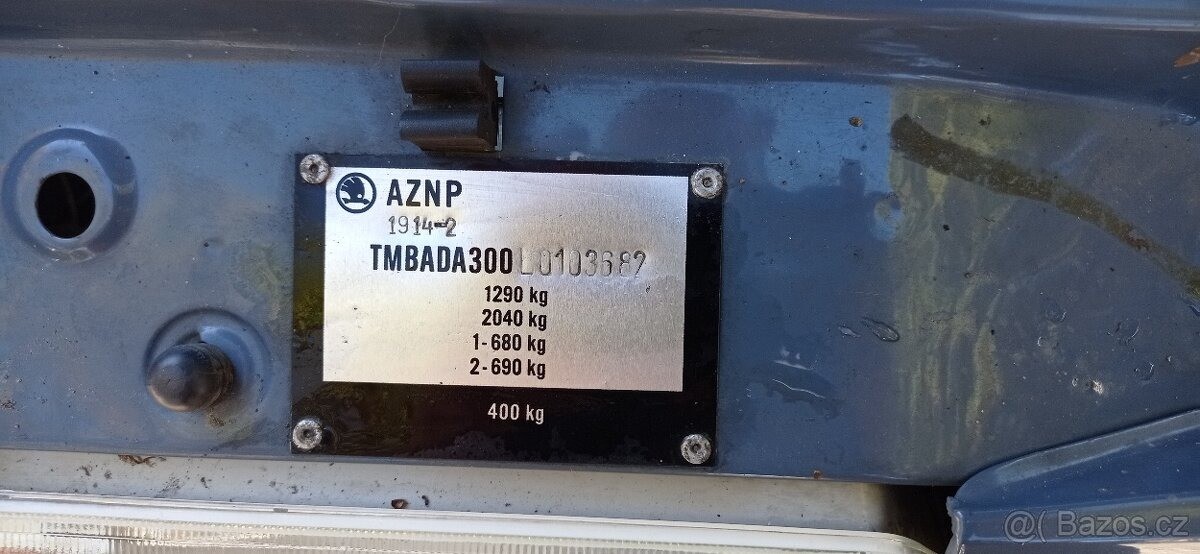 AZNP
1914-2
TMBADA300L0103682
1290 kg
2040 kg
1-680 kg
2-690 kg
400 kg
@( Bazos.cz